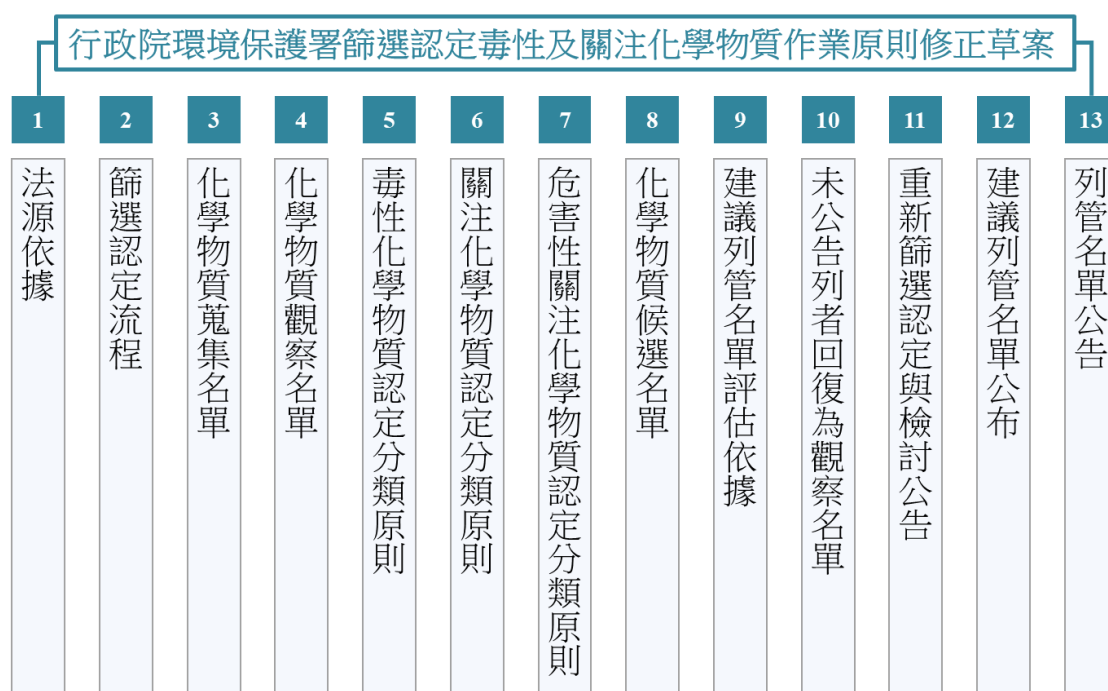 行政院環境保護署篩選認定毒性及關注化學物質作業原則修正草案
1
法源依據
2
篩選認定流程
3
化學物質蒐集名單
4
化學物質觀察名單
5
毒性化學物質認定分類原則
6
關注化學物質認定分類原則
7
危害性關注化學物質認定分類原則
8
化學物質候選名單
9
建議列管名單評估依據
10
未公告列者回復為觀察名單
11
重新篩選認定與檢討公告
12
建議列管名單公布
13
列管名單公告